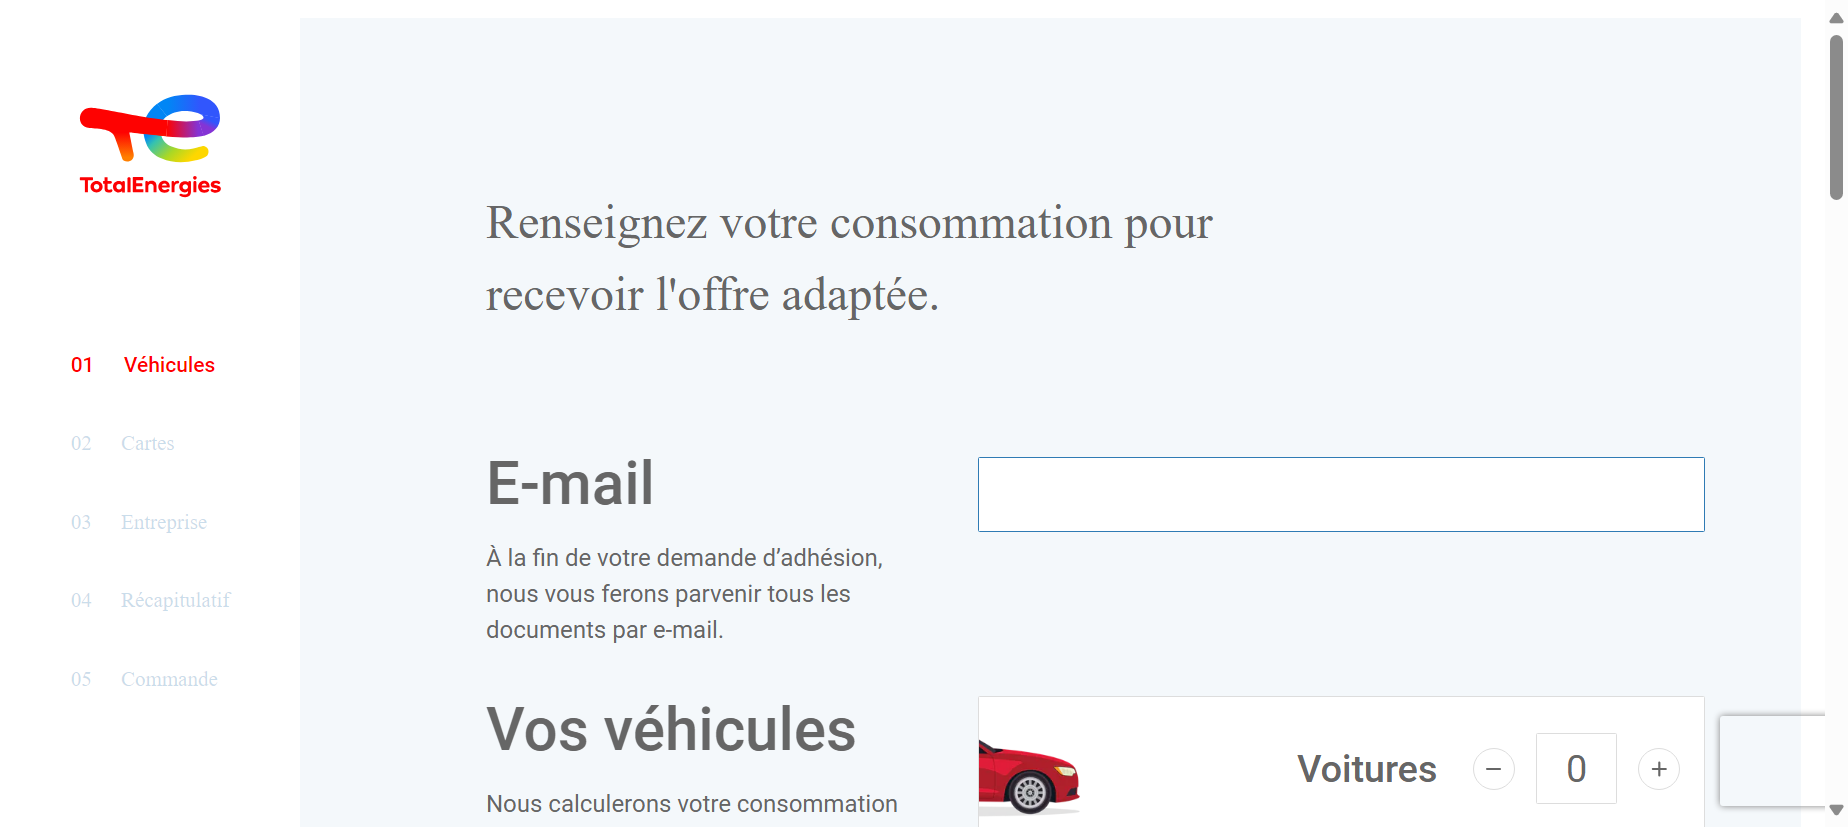 TotalEnergies
01 Véhicules
02 Cartes
03 Entreprise
04 Récapitulatif
05 Commande
Renseignez votre consommation pour
recevoir l'offre adaptée.
E-mail
À la fin de votre demande d’adhésion,
nous vous ferons parvenir tous les
documents par e-mail.
Vos véhicules
Nous calculerons votre consommation
Voitures − 0 +